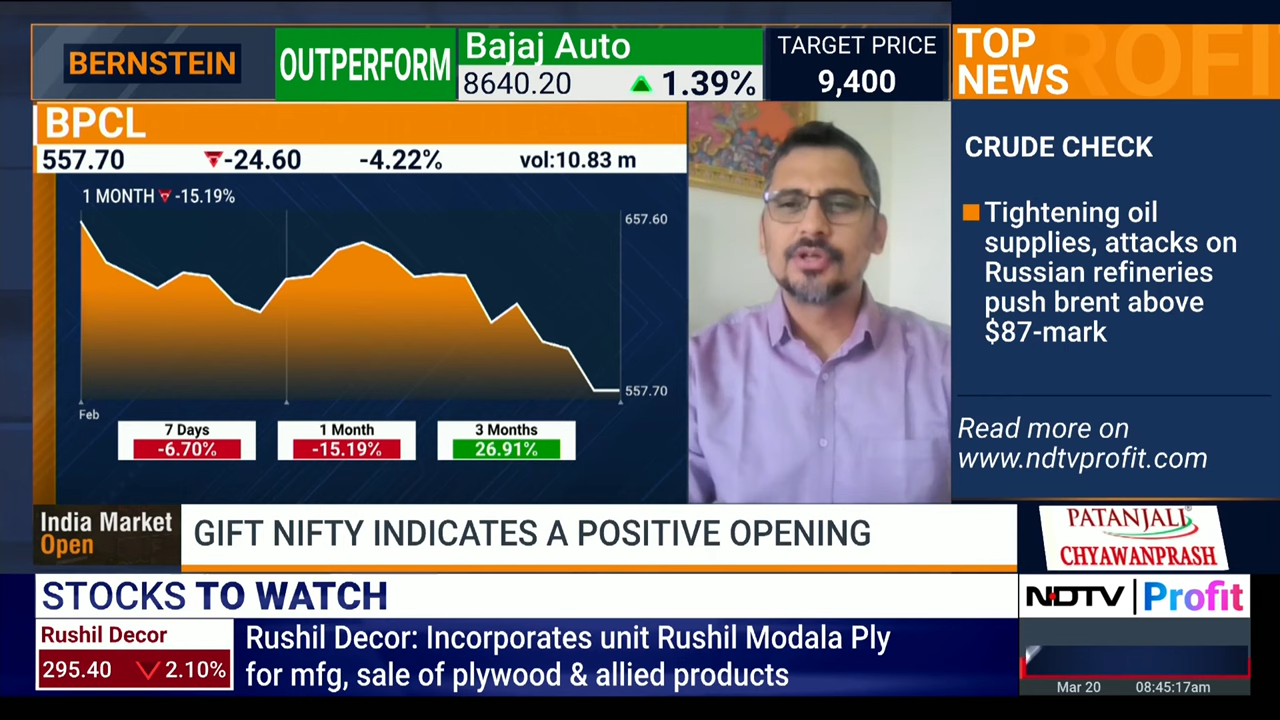 BERNSTEIN
OUTPERFORM
Bajaj Auto
8640.20 ▲ 1.39%
TARGET PRICE
9,400
TOP
NEWS
PROFI
BPCL
557.70 ▼-24.60 -4.22% vol:10.83 m
1 MONTH ▼ -15.19%
657.60
557.70
Feb
7 Days
-6.70%
1 Month
-15.19%
3 Months
26.91%
CRUDE CHECK
Tightening oil
supplies, attacks on
Russian refineries
push brent above
$87-mark
Read more on
www.ndtvprofit.com
India Market
Open
GIFT NIFTY INDICATES A POSITIVE OPENING
PATANJALI®
CHYAWANPRASH
STOCKS TO WATCH
NDTV | Profit
Rushil Decor
295.40 2.10%
Rushil Decor: Incorporates unit Rushil Modala Ply
for mfg, sale of plywood & allied products
Mar 20 08:45:17am